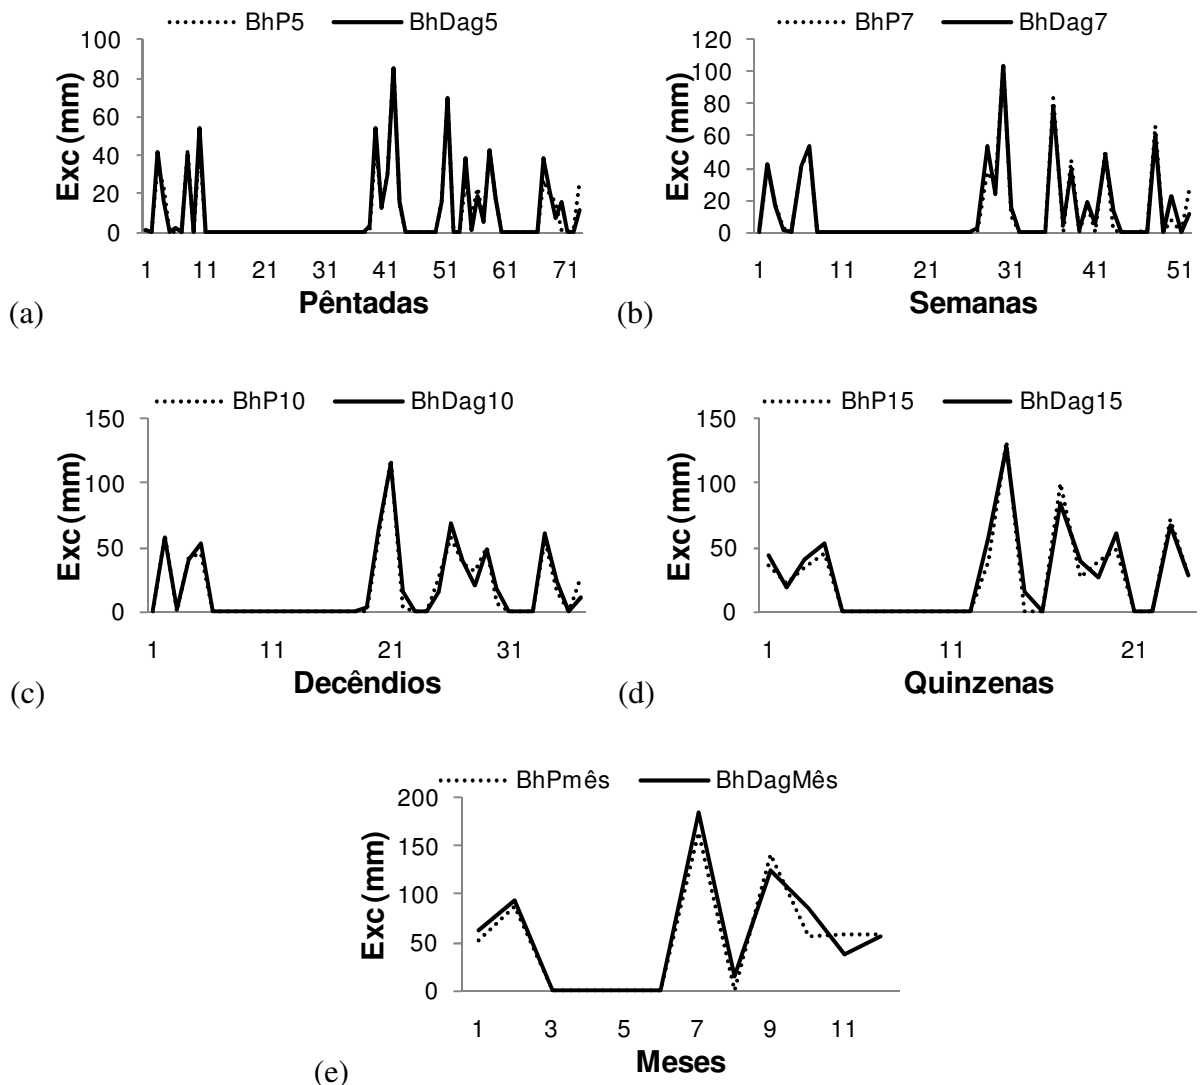 BhP5 BhDag5
100
80
60
40
20
0
Exc (mm)
1 11 21 31 41 51 61 71
Pêntadas
(a)
BhP7 BhDag7
120
100
80
60
40
20
0
Exc (mm)
1 11 21 31 41 51
Semanas
(b)
BhP10 BhDag10
150
100
50
0
Exc (mm)
1 11 21 31
Decêndios
(c)
BhP15 BhDag15
150
100
50
0
Exc (mm)
1 11 21
Quinzenas
(d)
BhPmês BhDagMês
200
150
100
50
0
Exc (mm)
1 3 5 7 9 11
Meses
(e)